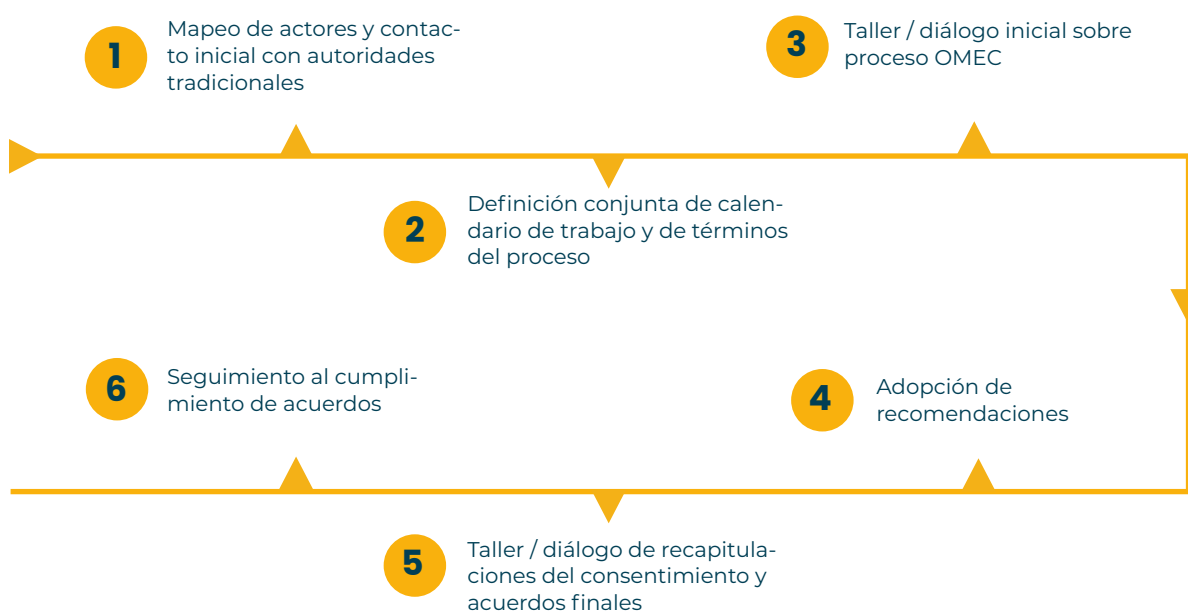 1
Mapeo de actores y contac-
to inicial con autoridades
tradicionales
2
Definición conjunta de calen-
dario de trabajo y de términos
del proceso
3
Taller / diálogo inicial sobre
proceso OMEC
4
Adopción de
recomendaciones
5
Taller / diálogo de recapitula-
ciones del consentimiento y
acuerdos finales
6
Seguimiento al cumpli-
miento de acuerdos